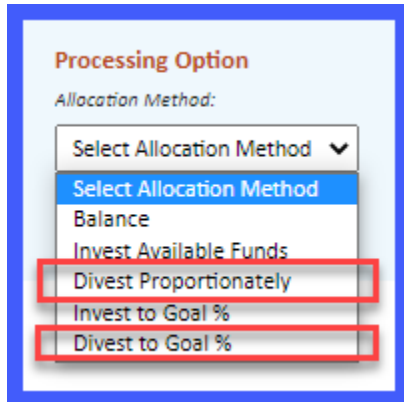 Processing Option
Allocation Method:
Select Allocation Method
Select Allocation Method
Balance
Invest Available Funds
Divest Proportionately
Invest to Goal %
Divest to Goal %